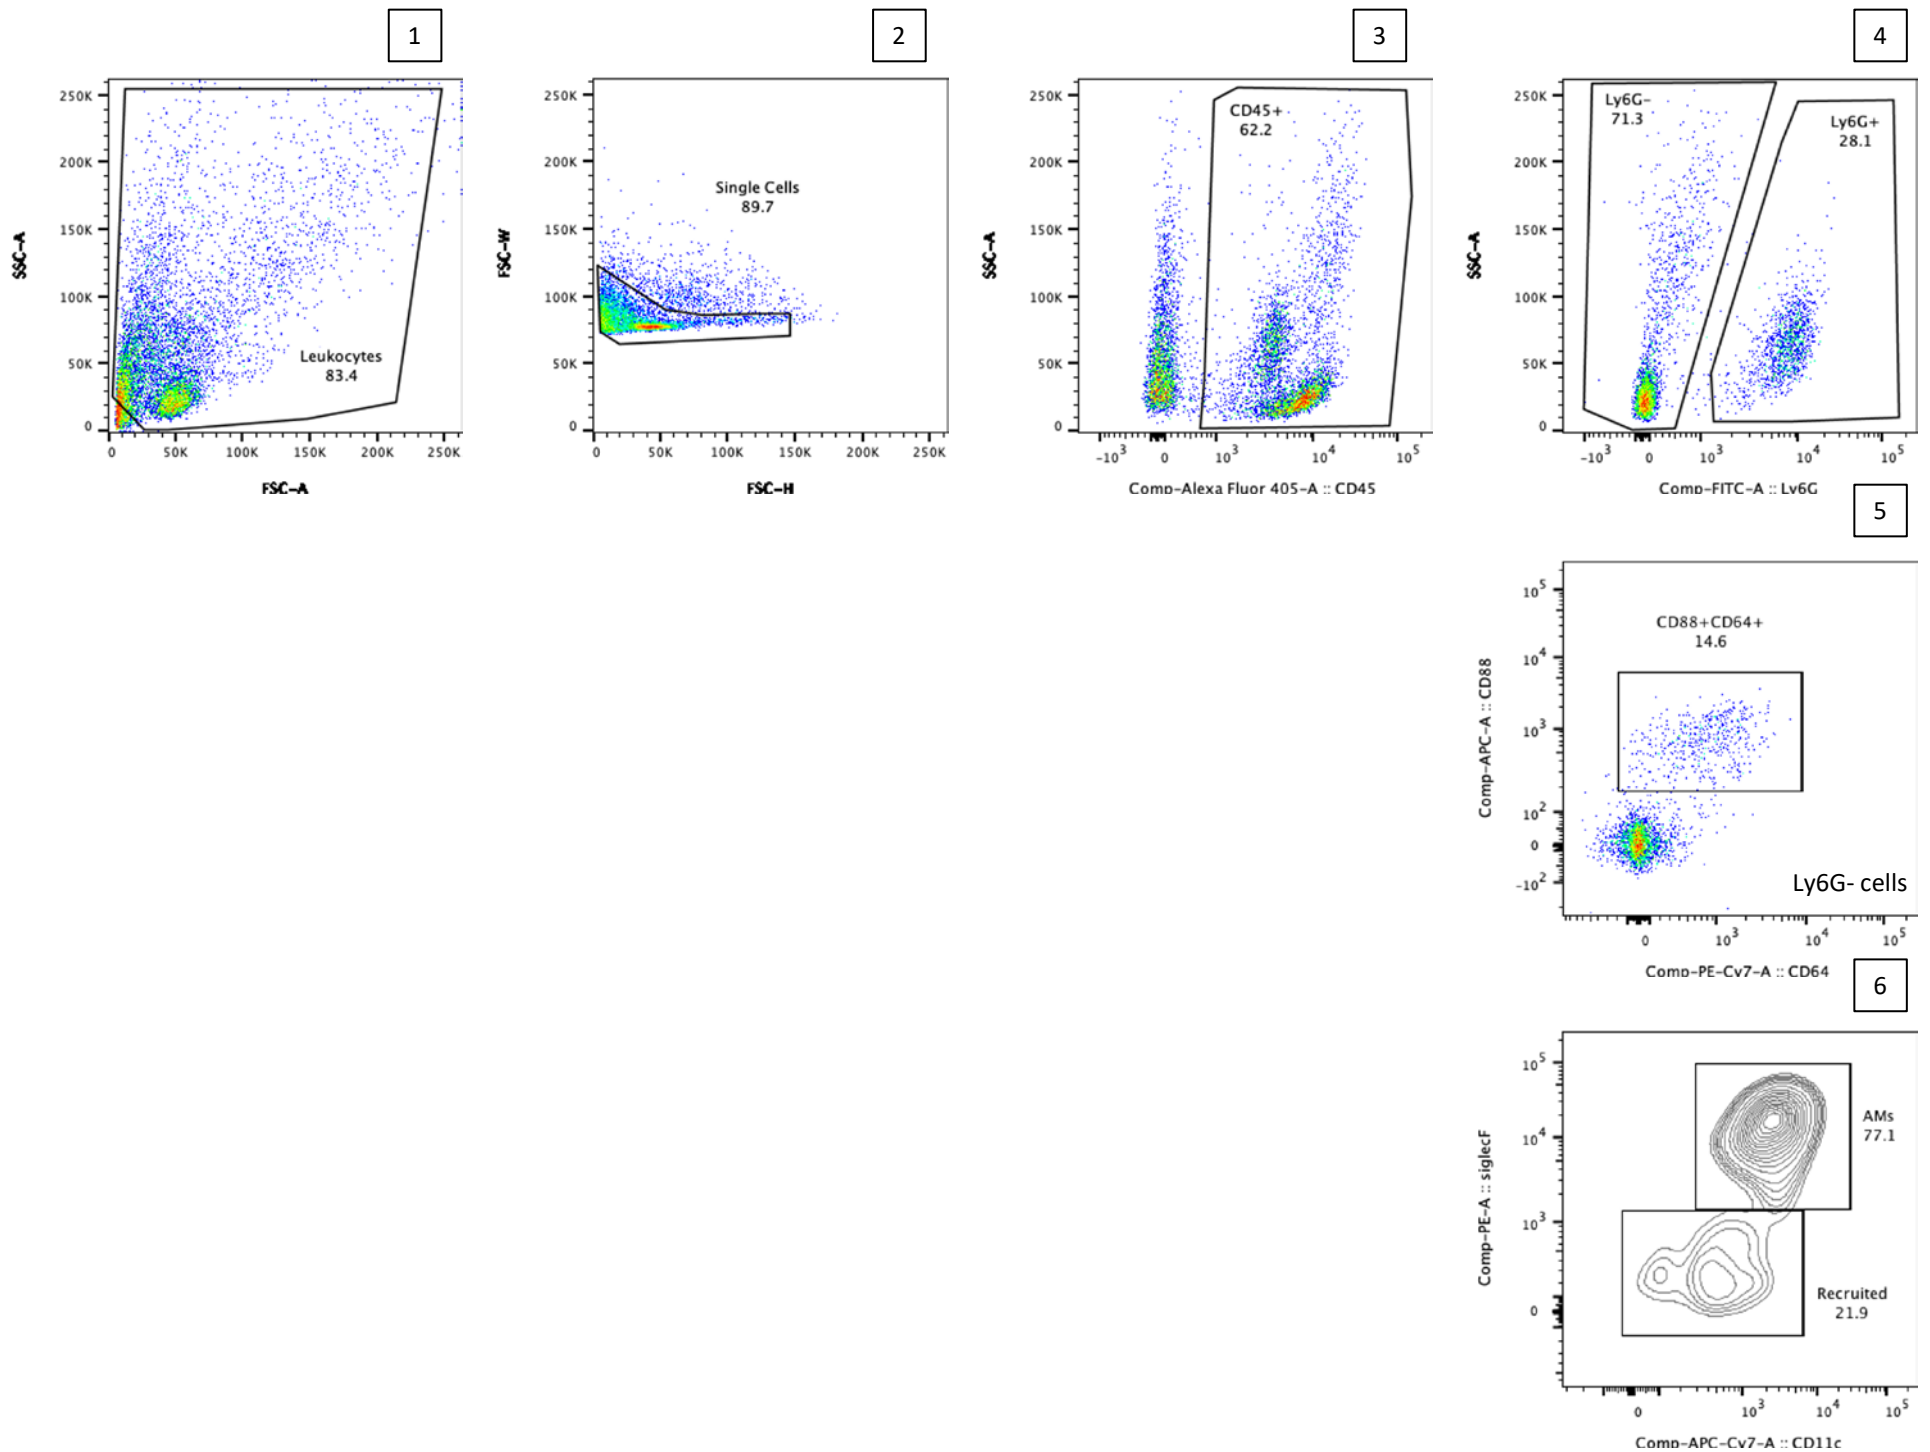 1
250K
200K
150K
100K
50K
0
SSC-A
Leukocytes
83.4
0 50K 100K 150K 200K 250K
FSC-A
2
250K
200K
150K
100K
50K
0
FSC-W
Single Cells
89.7
0 50K 100K 150K 200K 250K
FSC-H
3
250K
200K
150K
100K
50K
0
SSC-A
CD45+
62.2
-10³ 0 10³ 10⁴ 10⁵
Comp-Alexa Fluor 405-A :: CD45
4
250K
200K
150K
100K
50K
0
SSC-A
Ly6G-
71.3
Ly6G+
28.1
-10³ 0 10³ 10⁴ 10⁵
Comp-FITC-A :: Ly6G
5
10⁵
10⁴
10³
10²
0
-10²
Comp-APC-A :: CD88
CD88+CD64+
14.6
Ly6G- cells
0 10³ 10⁴ 10⁵
Comp-PE-Cy7-A :: CD64
6
10⁵
10⁴
10³
0
Comp-PE-A :: siglecF
AMs
77.1
Recruited
21.9
0 10³ 10⁴ 10⁵
Comp-APC-Cy7-A :: CD11c